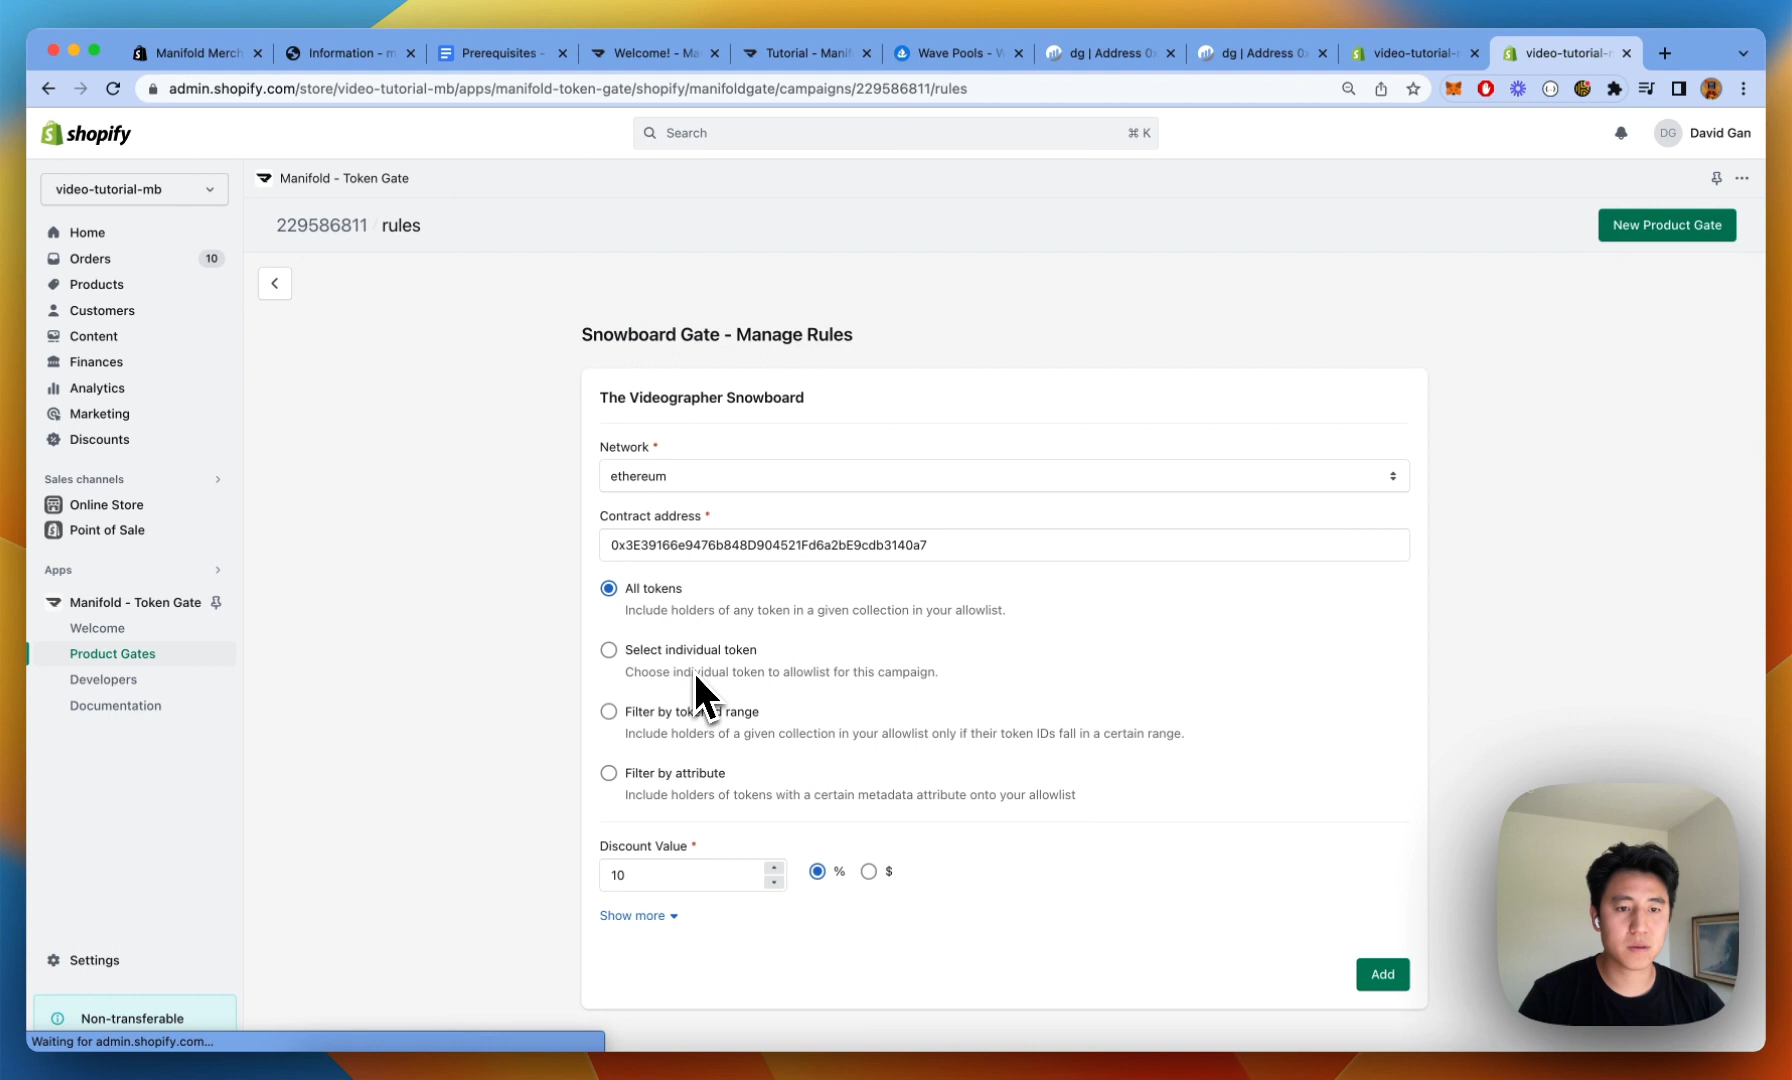 Manifold Merch
Information - m
Prerequisites -
Welcome! - Ma
Tutorial - Manif
Wave Pools - W
dg | Address 0x
dg | Address 0x
video-tutorial-
video-tutorial-
admin.shopify.com/store/video-tutorial-mb/apps/manifold-token-gate/shopify/manifoldgate/campaigns/229586811/rules
shopify
Search
⌘ K
DG
David Gan
video-tutorial-mb
Manifold - Token Gate
229586811 / rules
New Product Gate
Home
Orders
10
Products
Customers
Content
Finances
Analytics
Marketing
Discounts
Sales channels
Online Store
Point of Sale
Apps
Manifold - Token Gate
Welcome
Product Gates
Developers
Documentation
Settings
Non-transferable
Waiting for admin.shopify.com...
Snowboard Gate - Manage Rules
The Videographer Snowboard
Network *
ethereum
Contract address *
0x3E39166e9476b848D904521Fd6a2bE9cdb3140a7
All tokens
Include holders of any token in a given collection in your allowlist.
Select individual token
Choose individual token to allowlist for this campaign.
Filter by range
Include holders of a given collection in your allowlist only if their token IDs fall in a certain range.
Filter by attribute
Include holders of tokens with a certain metadata attribute onto your allowlist
Discount Value *
10
%
$
Show more
Add